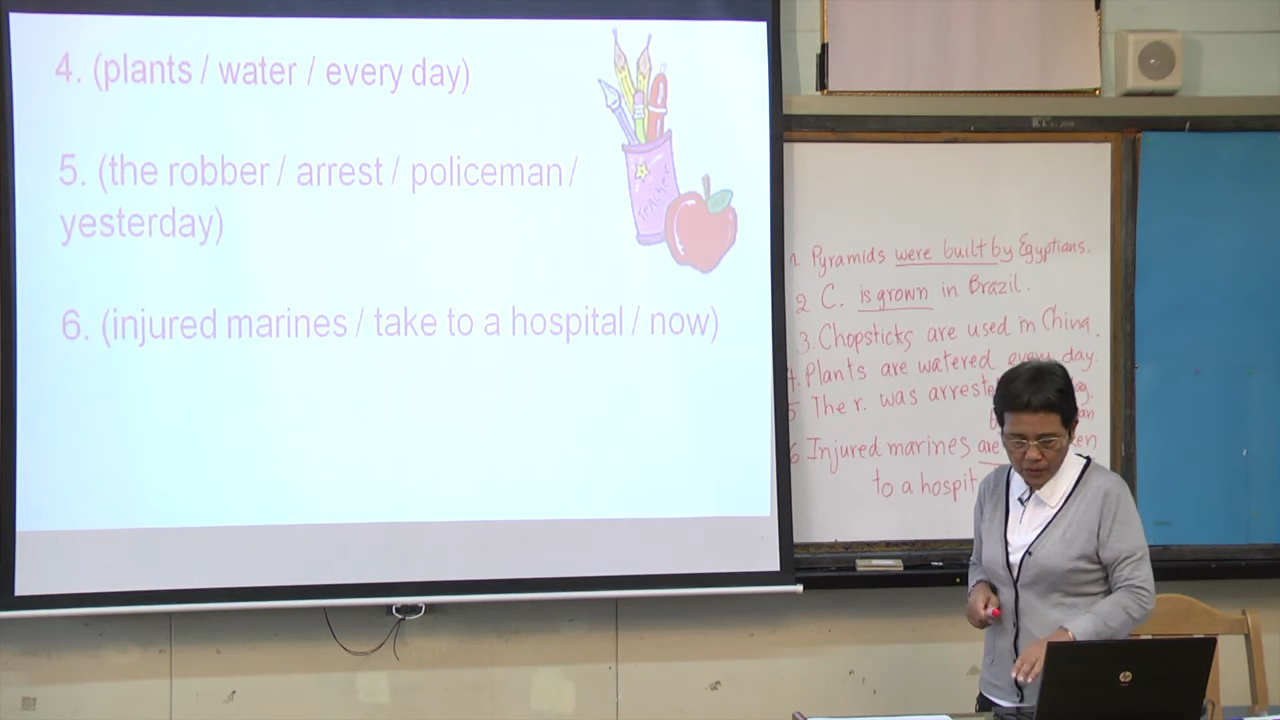 4. (plants / water / every day)
5. (the robber / arrest / policeman /
yesterday)
6. (injured marines / take to a hospital / now)
Teacher
1. Pyramids were built by Egyptians.
2 C. is grown in Brazil.
3. Chopsticks are used in China.
4. Plants are watered every day.
5 The r. was arreste
6 Injured marines are
to a hospit
hp